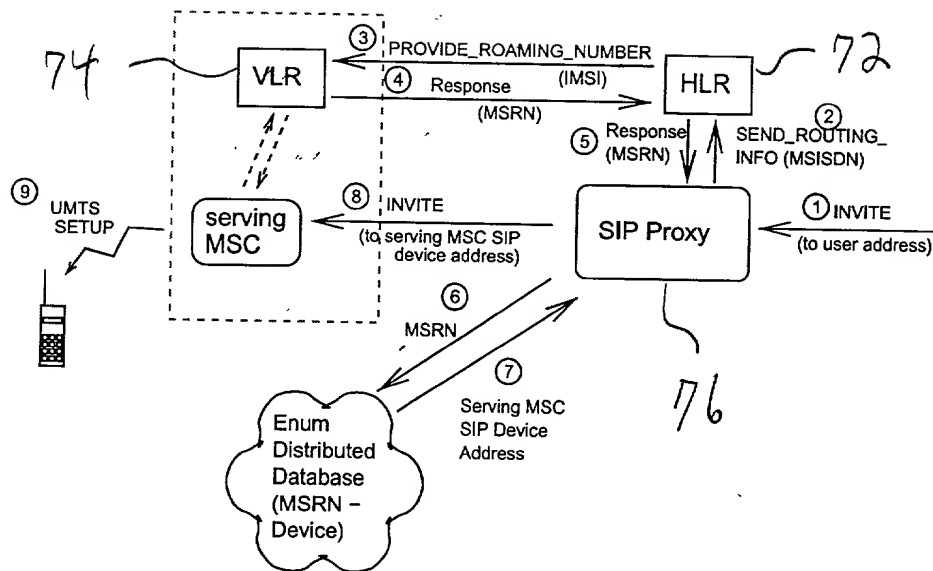 74
VLR
③
PROVIDE_ROAMING_NUMBER
(IMSI)
④
Response
(MSRN)
HLR
72
⑤
Response
(MSRN)
②
SEND_ROUTING_
INFO (MSISDN)
⑨
UMTS
SETUP
serving
MSC
⑧
INVITE
(to serving MSC SIP
device address)
SIP Proxy
①
INVITE
(to user address)
⑥
MSRN
⑦
Serving MSC
SIP Device
Address
76
Enum
Distributed
Database
(MSRN –
Device)